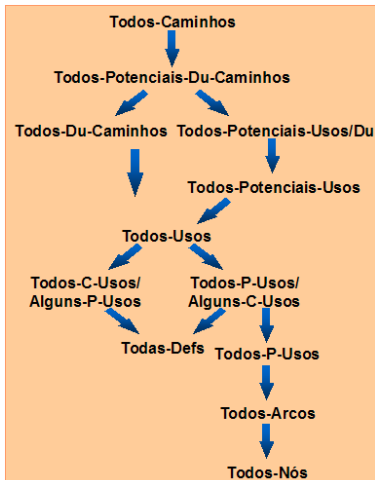 Todos-Caminhos
Todos-Potenciais-Du-Caminhos
Todos-Du-Caminhos
Todos-Potenciais-Usos/Du
Todos-Potenciais-Usos
Todos-Usos
Todos-C-Usos/
Alguns-P-Usos
Todos-P-Usos/
Alguns-C-Usos
Todas-Defs
Todos-P-Usos
Todos-Arcos
Todos-Nós